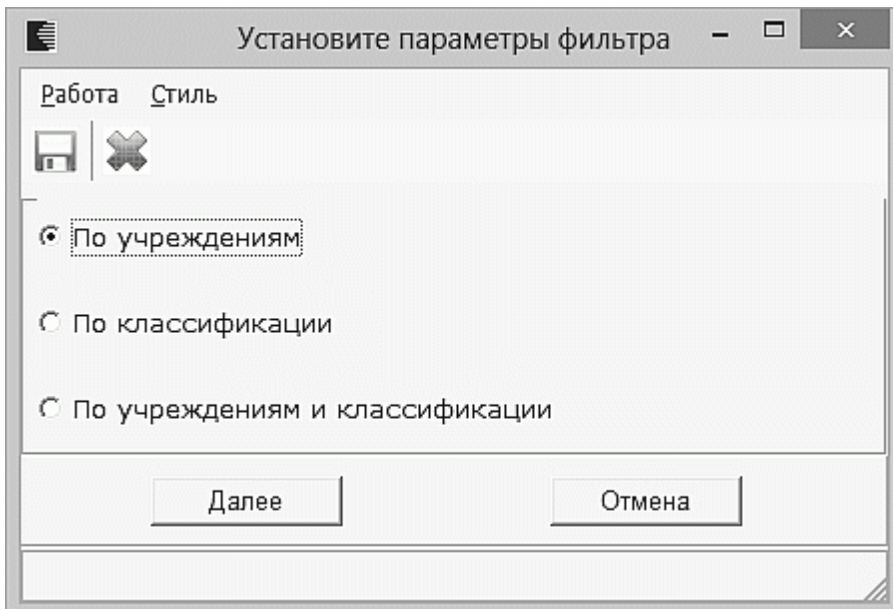 Установите параметры фильтра
Работа Стиль
По учреждениям
По классификации
По учреждениям и классификации
Далее Отмена